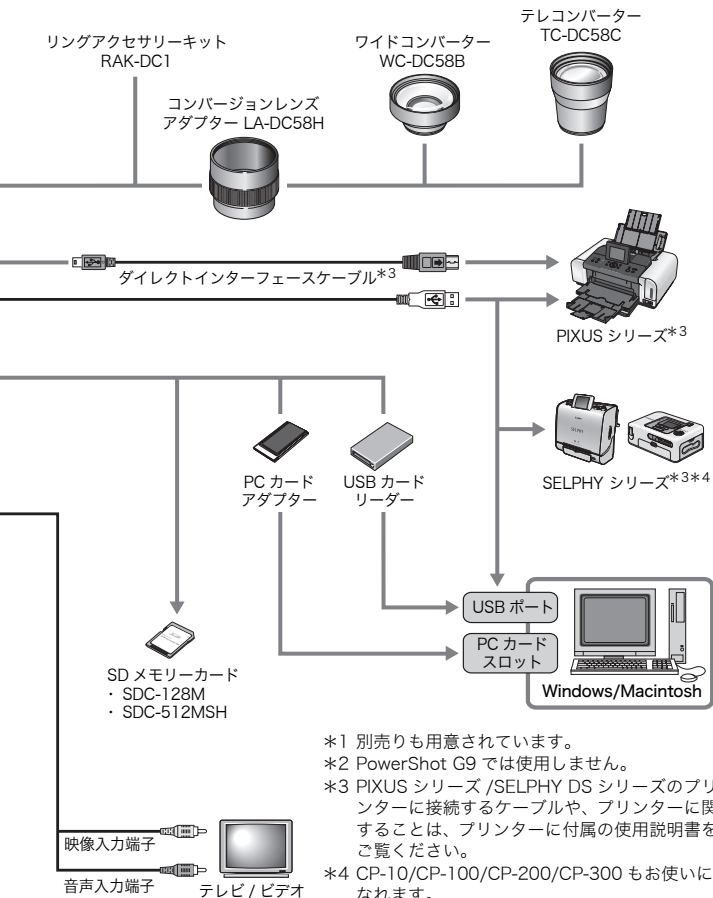 テレコンバーター
TC-DC58C
リングアクセサリーキット
RAK-DC1
ワイドコンバーター
WC-DC58B
コンバージョンレンズ
アダプター LA-DC58H
ダイレクトインターフェースケーブル*3
PIXUS シリーズ*3
SELPHY シリーズ*3*4
PC カード
アダプター
USB カード
リーダー
USB ポート
PC カード
スロット
Windows/Macintosh
SD メモリーカード
・ SDC-128M
・ SDC-512MSH
*1 別売りも用意されています。
*2 PowerShot G9 では使用しません。
*3 PIXUS シリーズ /SELPHY DS シリーズのプリ
ンターに接続するケーブルや、プリンターに関
することは、プリンターに付属の使用説明書を
ご覧ください。
*4 CP-10/CP-100/CP-200/CP-300 もお使いに
なれます。
映像入力端子
音声入力端子
テレビ / ビデオ